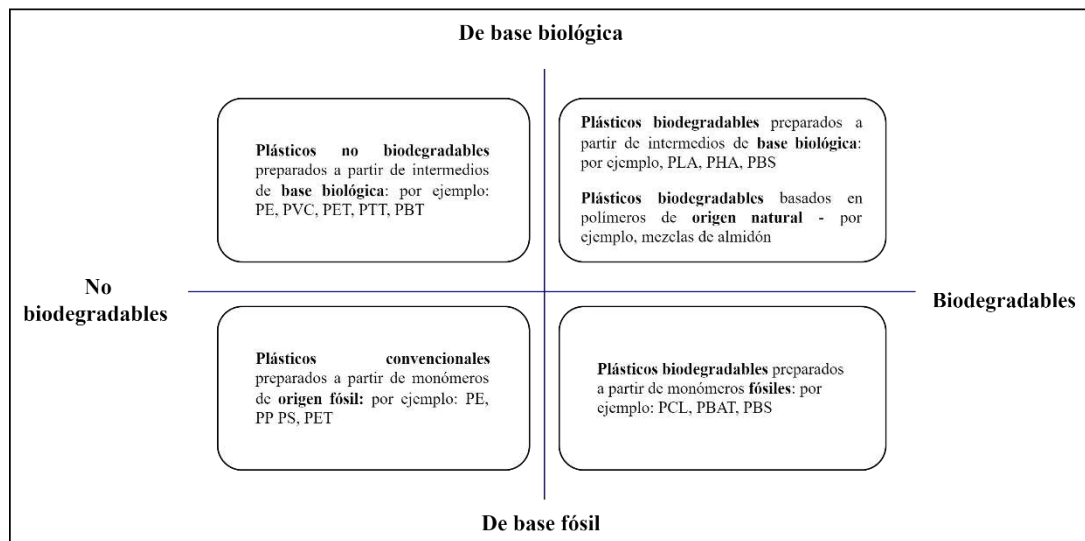 De base biológica
Plásticos no biodegradables
preparados a partir de intermedios
de base biológica: por ejemplo:
PE, PVC, PET, PTT, PBT
Plásticos biodegradables preparados a
partir de intermedios de base biológica:
por ejemplo, PLA, PHA, PBS
Plásticos biodegradables basados en
polímeros de origen natural - por
ejemplo, mezclas de almidón
No
biodegradables
Biodegradables
Plásticos convencionales
preparados a partir de monómeros
de origen fósil: por ejemplo: PE,
PP PS, PET
Plásticos biodegradables preparados
a partir de monómeros fósiles: por
ejemplo: PCL, PBAT, PBS
De base fósil